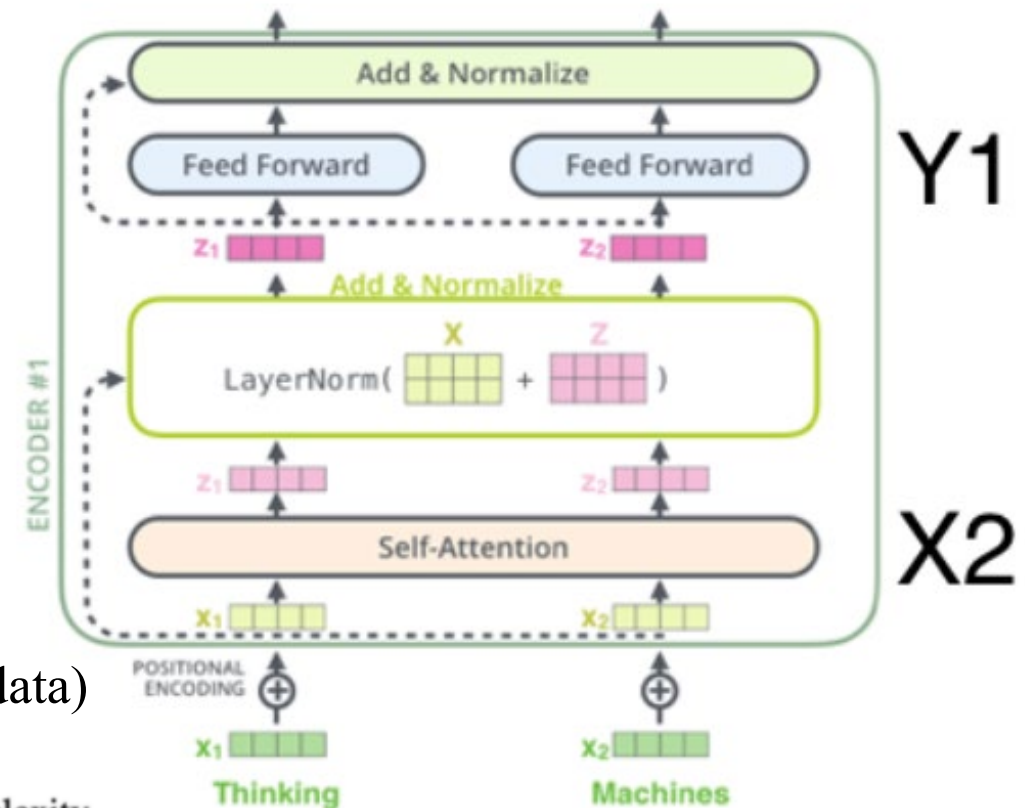 Add & Normalize
Feed Forward Feed Forward
Y1
z1 z2
Add & Normalize
X Z
LayerNorm( + )
ENCODER #1
z1 z2
Self-Attention
X2
x1 x2
data)
POSITIONAL
ENCODING
x1 x2
Thinking Machines